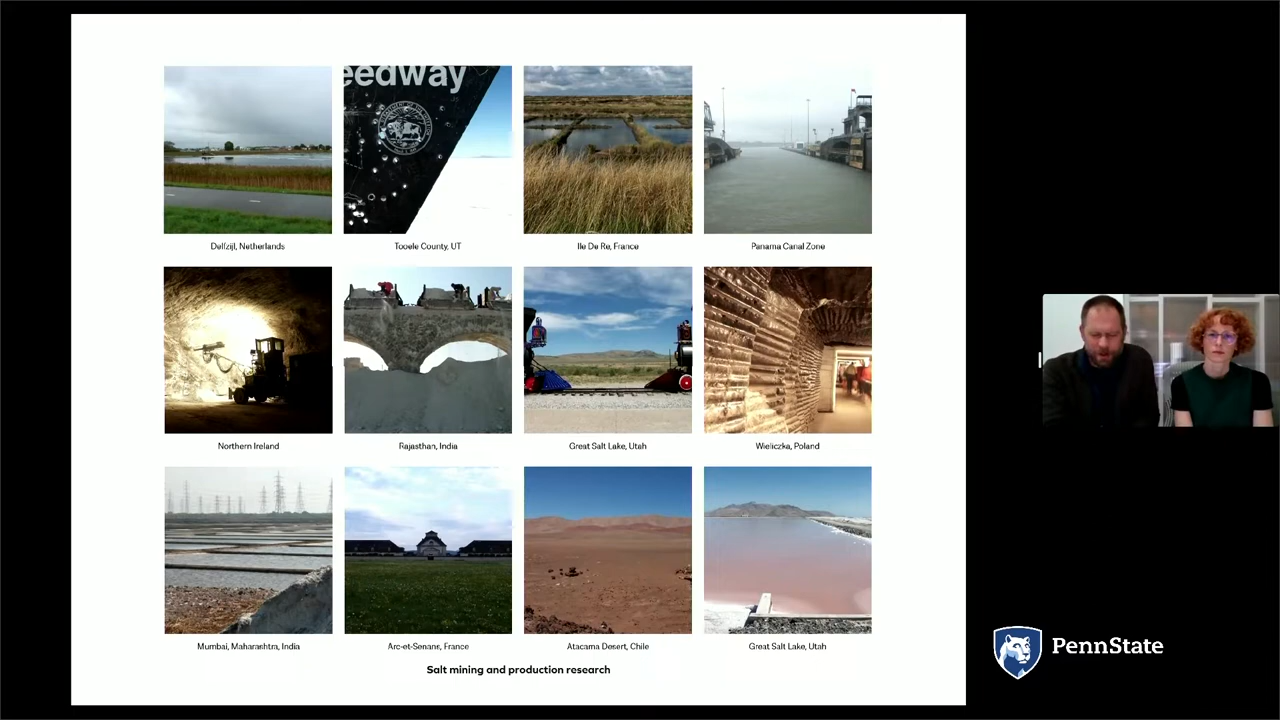 eedway
Delfzijl, Netherlands
Tooele County, UT
Ile De Re, France
Panama Canal Zone
Northern Ireland
Rajasthan, India
Great Salt Lake, Utah
Wieliczka, Poland
Mumbai, Maharashtra, India
Arc-et-Senans, France
Atacama Desert, Chile
Great Salt Lake, Utah
Salt mining and production research
PennState